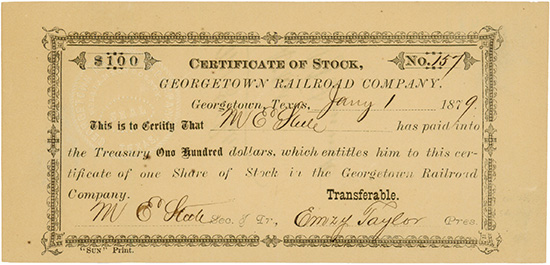 $100 CERTIFICATE OF STOCK, No. 157
GEORGETOWN RAILROAD COMPANY.
Georgetown, Texas, Jany 1 1879
This is to Certify That M E Steele has paid into
the Treasury One Hundred dollars, which entitles him to this cer-
tificate of one Share of Stock in the Georgetown Railroad
Company. Transferable.
M E Steele Sec. & Tr, Emzy Taylor Pres.
"SUN" Print.